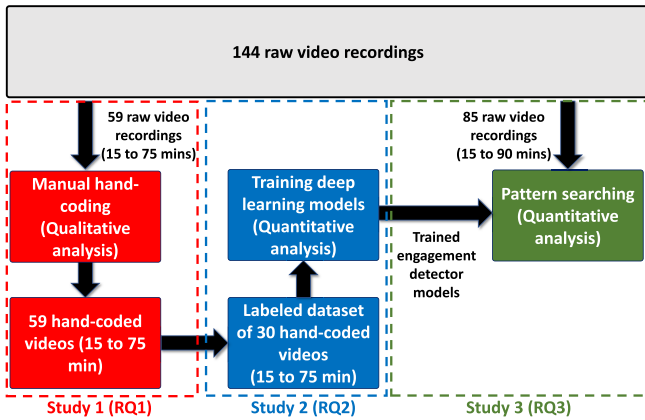 144 raw video recordings
59 raw video
recordings
(15 to 75 mins)
Manual hand-
coding
(Qualitative
analysis)
59 hand-coded
videos (15 to 75
min)
Study 1 (RQ1)
Training deep
learning models
(Quantitative
analysis)
Labeled dataset
of 30 hand-coded
videos
(15 to 75 min)
Study 2 (RQ2)
85 raw video
recordings
(15 to 90 mins)
Pattern searching
(Quantitative
analysis)
Trained
engagement
detector
models
Study 3 (RQ3)